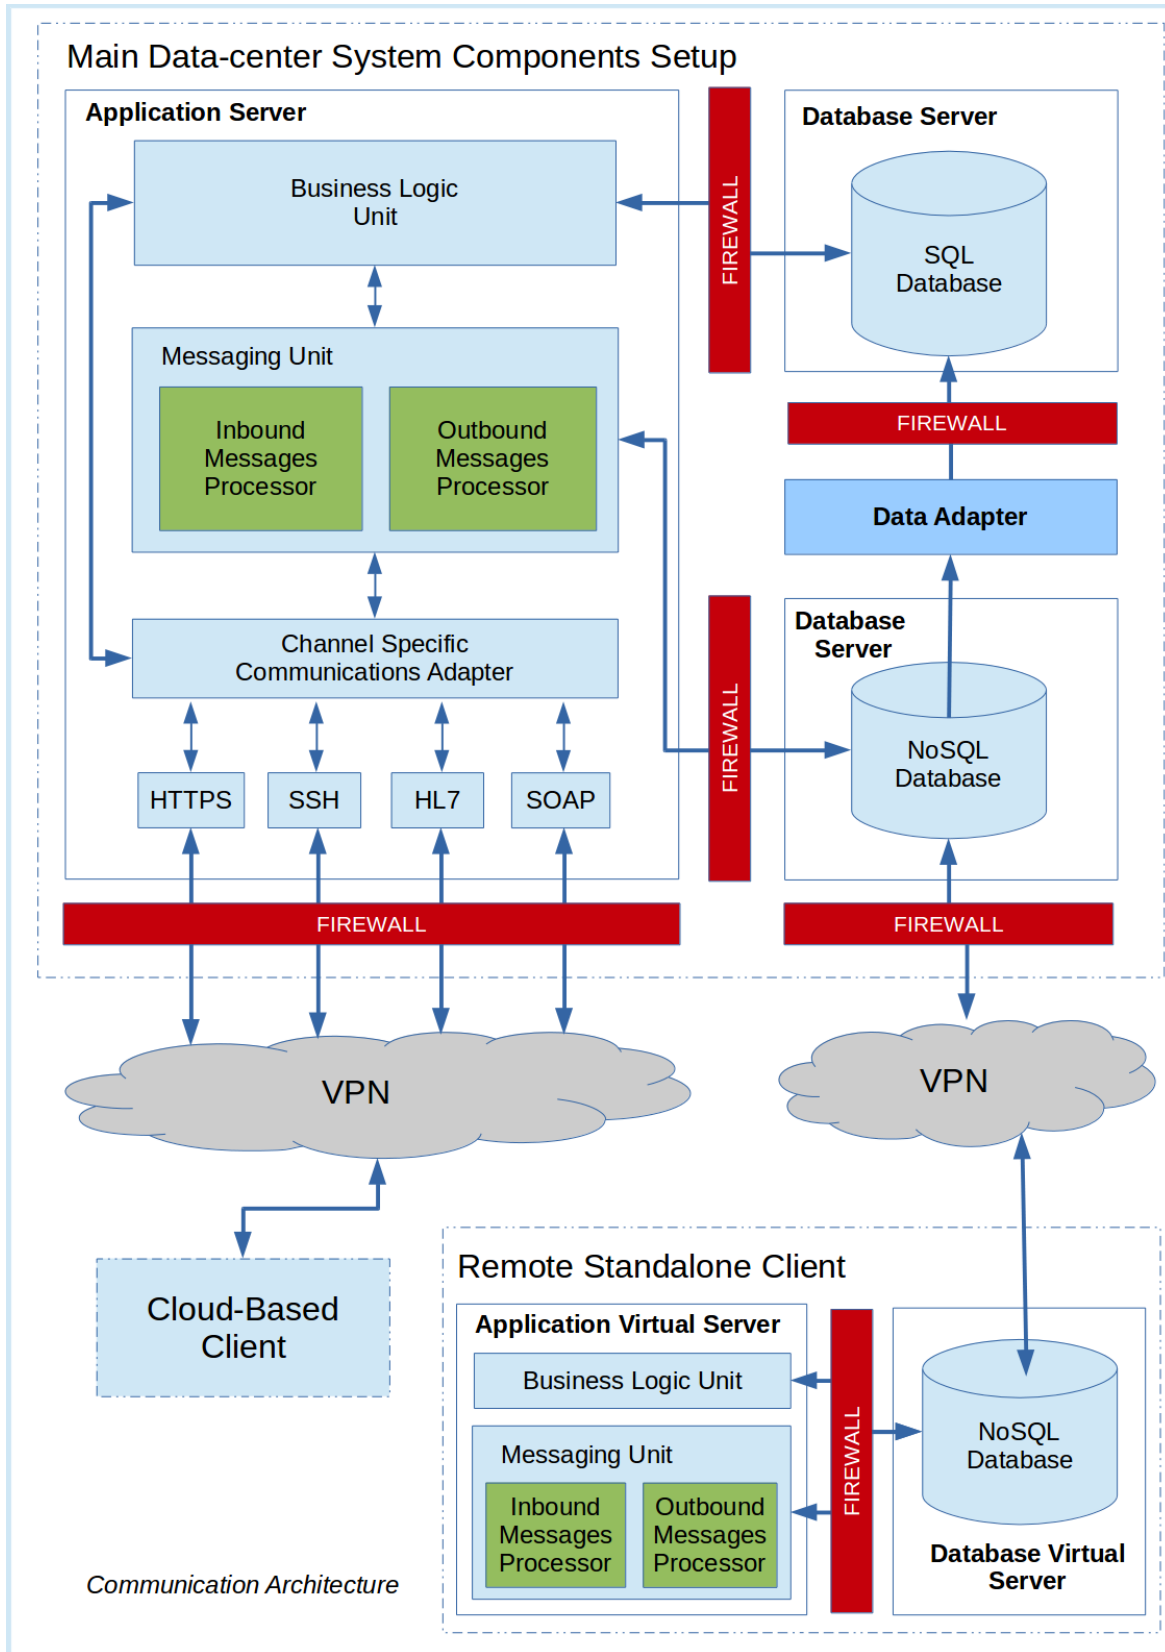 Main Data-center System Components Setup
Application Server
Business Logic
Unit
Messaging Unit
Inbound
Messages
Processor
Outbound
Messages
Processor
Channel Specific
Communications Adapter
HTTPS
SSH
HL7
SOAP
FIREWALL
FIREWALL
Database Server
SQL
Database
FIREWALL
Data Adapter
FIREWALL
Database
Server
NoSQL
Database
FIREWALL
VPN
VPN
Cloud-Based
Client
Remote Standalone Client
Application Virtual Server
Business Logic Unit
Messaging Unit
Inbound
Messages
Processor
Outbound
Messages
Processor
FIREWALL
NoSQL
Database
Database Virtual
Server
Communication Architecture